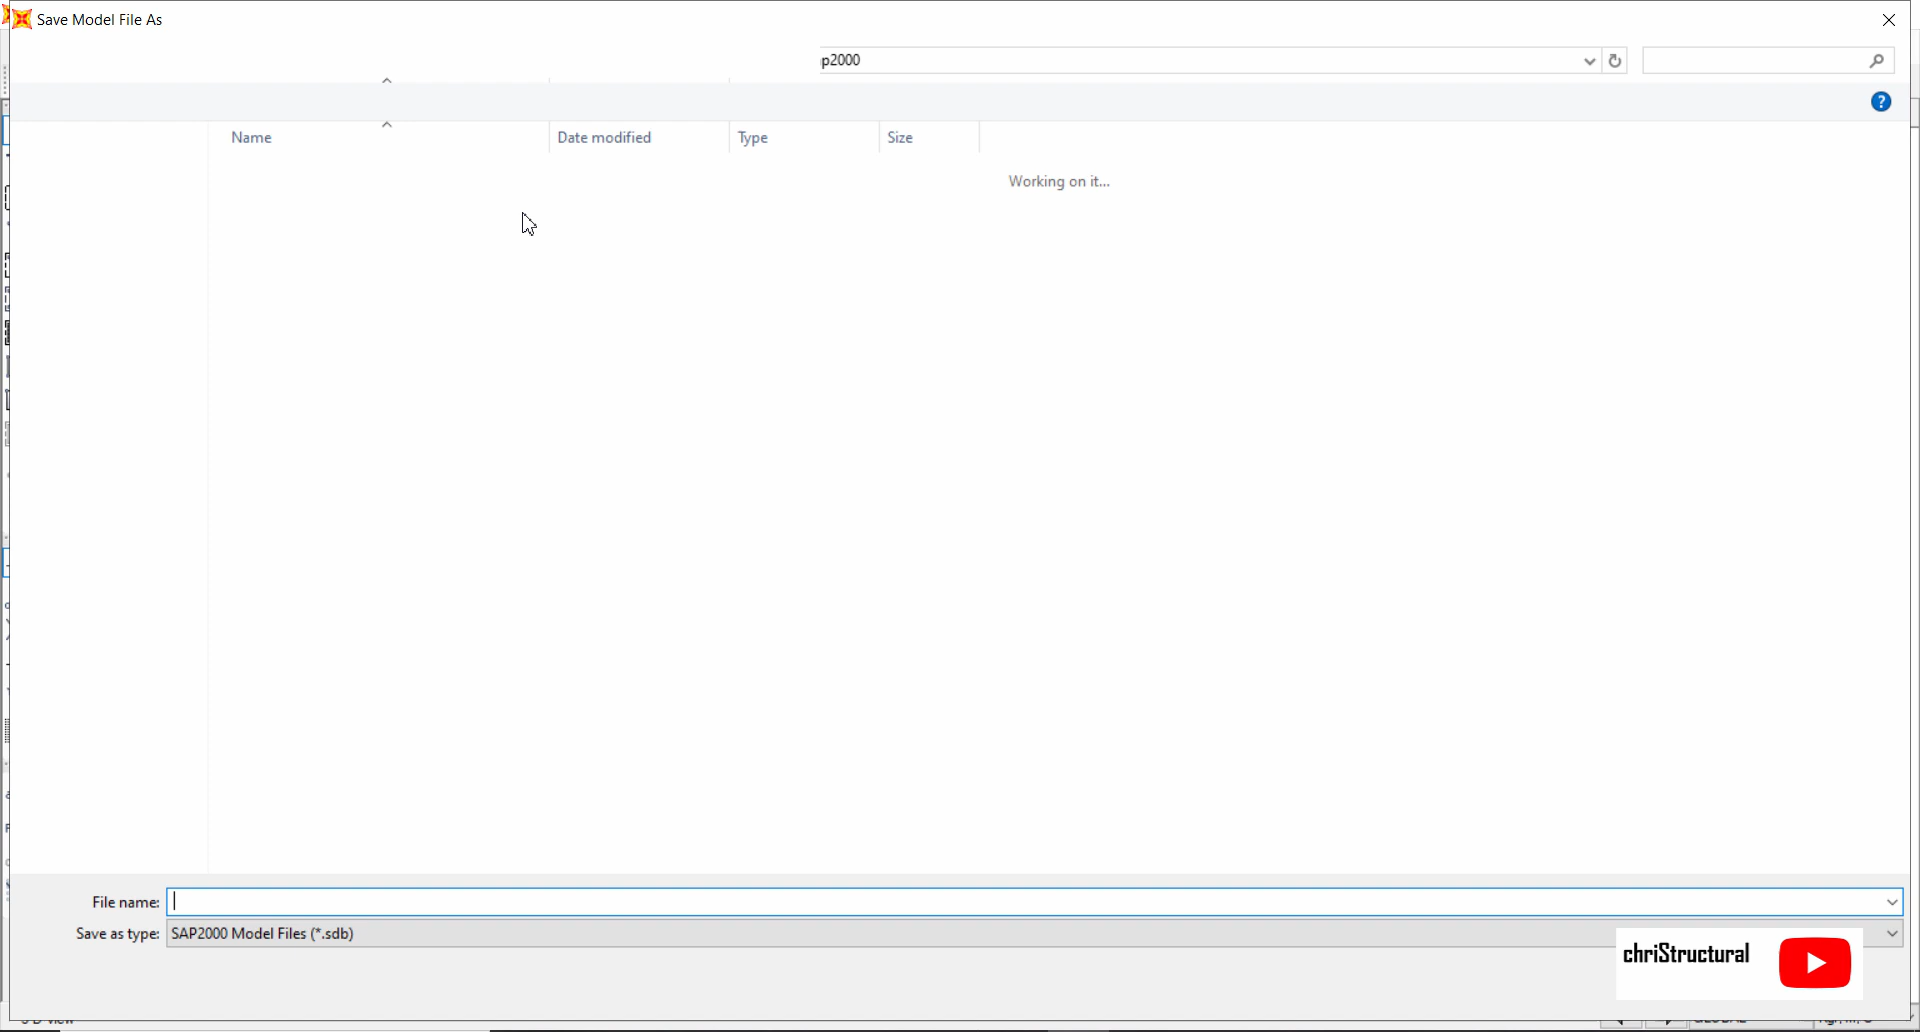 Save Model File As
p2000
Name
Date modified
Type
Size
Working on it...
File name:
Save as type:
SAP2000 Model Files (*.sdb)
chriStructural